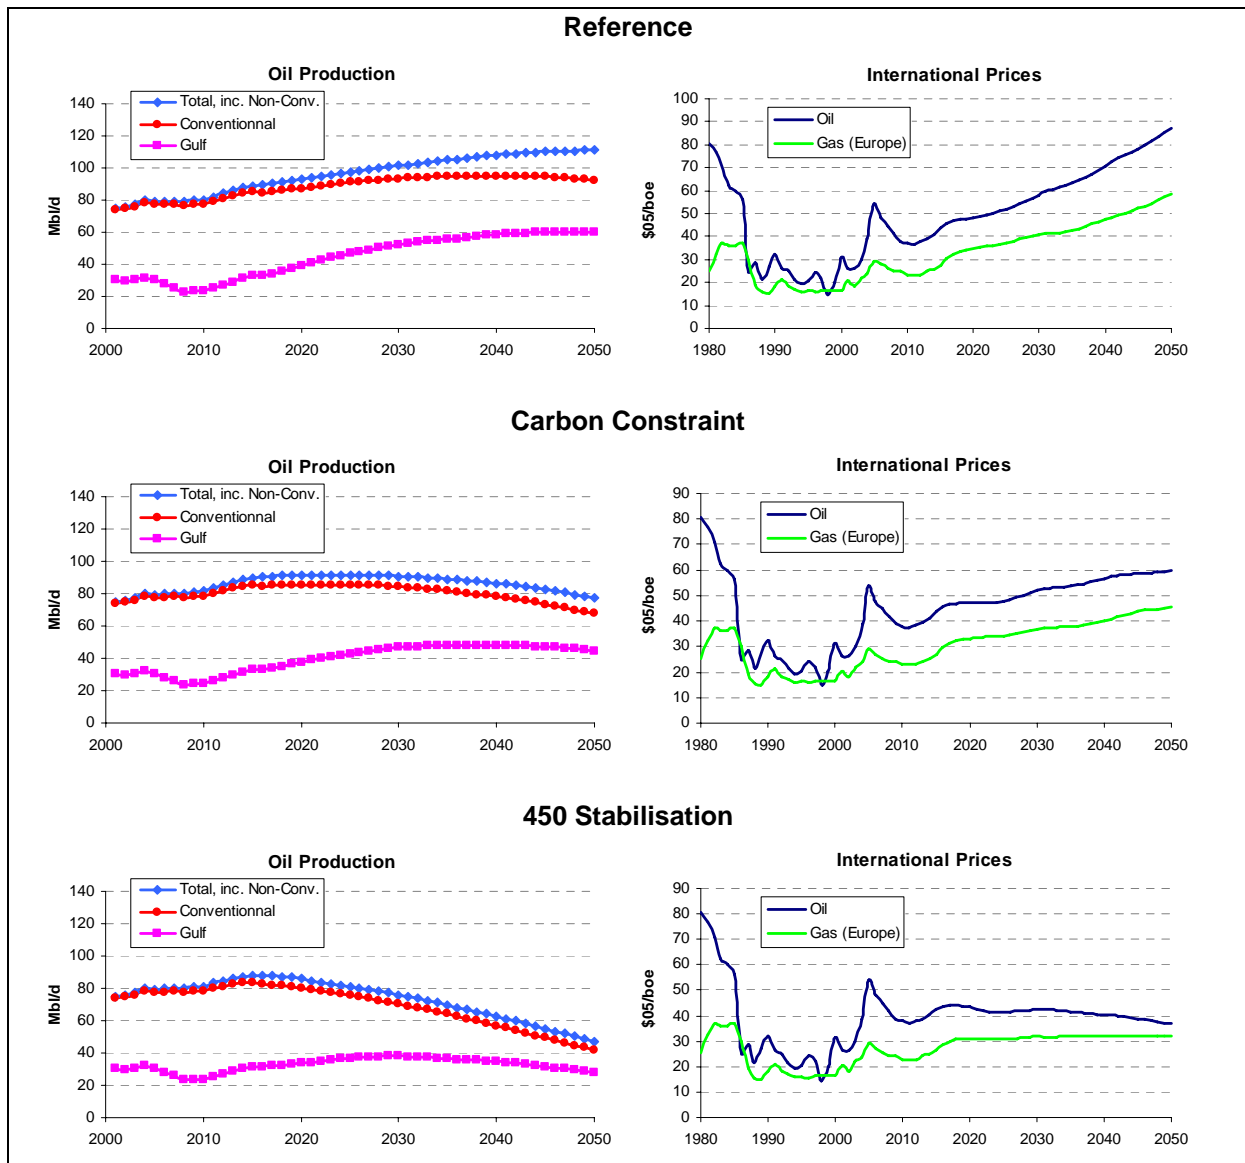 Reference
Oil Production
Total, inc. Non-Conv.
Conventionnal
Gulf
Mbl/d
140
120
100
80
60
40
20
0
2000 2010 2020 2030 2040 2050
International Prices
Oil
Gas (Europe)
$05/boe
100
90
80
70
60
50
40
30
20
10
0
1980 1990 2000 2010 2020 2030 2040 2050
Carbon Constraint
Oil Production
Total, inc. Non-Conv.
Conventionnal
Gulf
Mbl/d
140
120
100
80
60
40
20
0
2000 2010 2020 2030 2040 2050
International Prices
Oil
Gas (Europe)
$05/boe
90
80
70
60
50
40
30
20
10
0
1980 1990 2000 2010 2020 2030 2040 2050
450 Stabilisation
Oil Production
Total, inc. Non-Conv.
Conventionnal
Gulf
Mbl/d
140
120
100
80
60
40
20
0
2000 2010 2020 2030 2040 2050
International Prices
Oil
Gas (Europe)
$05/boe
90
80
70
60
50
40
30
20
10
0
1980 1990 2000 2010 2020 2030 2040 2050